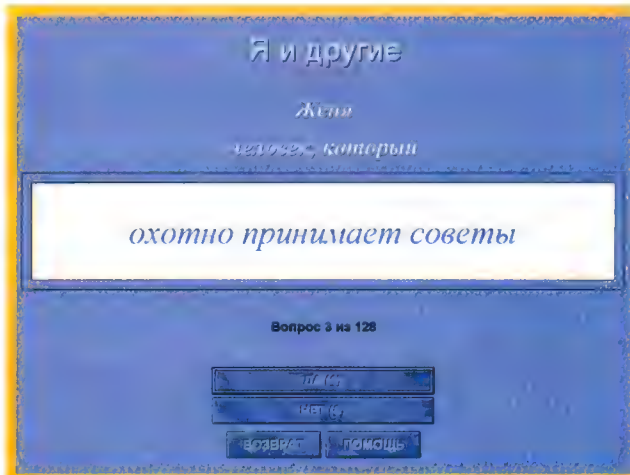 Я и другие
Женя
человек, который
охотно принимает советы
Вопрос 3 из 128
ВОЗВРАТ ПОМОЩЬ